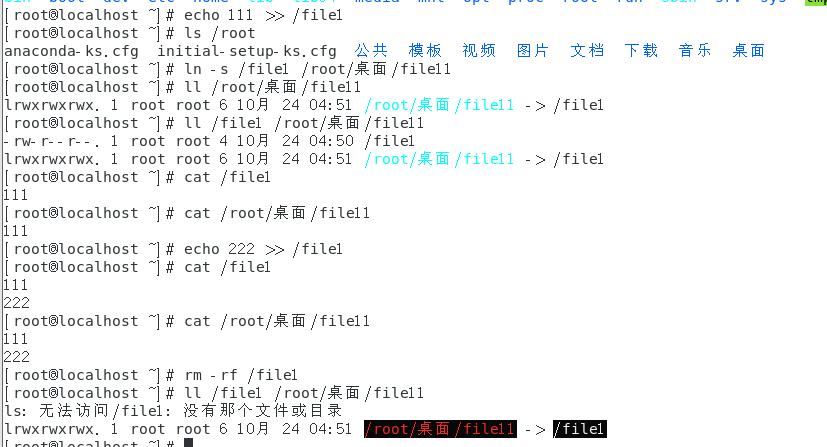 [root@localhost ~]# echo 111 >> /file1
[root@localhost ~]# ls /root
anaconda-ks.cfg initial-setup-ks.cfg 公共 模板 视频 图片 文档 下载 音乐 桌面
[root@localhost ~]# ln -s /file1 /root/桌面/file11
[root@localhost ~]# ll /root/桌面/file11
lrwxrwxrwx. 1 root root 6 10月 24 04:51 /root/桌面/file11 -> /file1
[root@localhost ~]# ll /file1 /root/桌面/file11
-rw-r--r--. 1 root root 4 10月 24 04:50 /file1
lrwxrwxrwx. 1 root root 6 10月 24 04:51 /root/桌面/file11 -> /file1
[root@localhost ~]# cat /file1
111
[root@localhost ~]# cat /root/桌面/file11
111
[root@localhost ~]# echo 222 >> /file1
[root@localhost ~]# cat /file1
111
222
[root@localhost ~]# cat /root/桌面/file11
111
222
[root@localhost ~]# rm -rf /file1
[root@localhost ~]# ll /file1 /root/桌面/file11
ls: 无法访问/file1: 没有那个文件或目录
lrwxrwxrwx. 1 root root 6 10月 24 04:51 /root/桌面/file11 -> /file1
[root@localhost ~]#